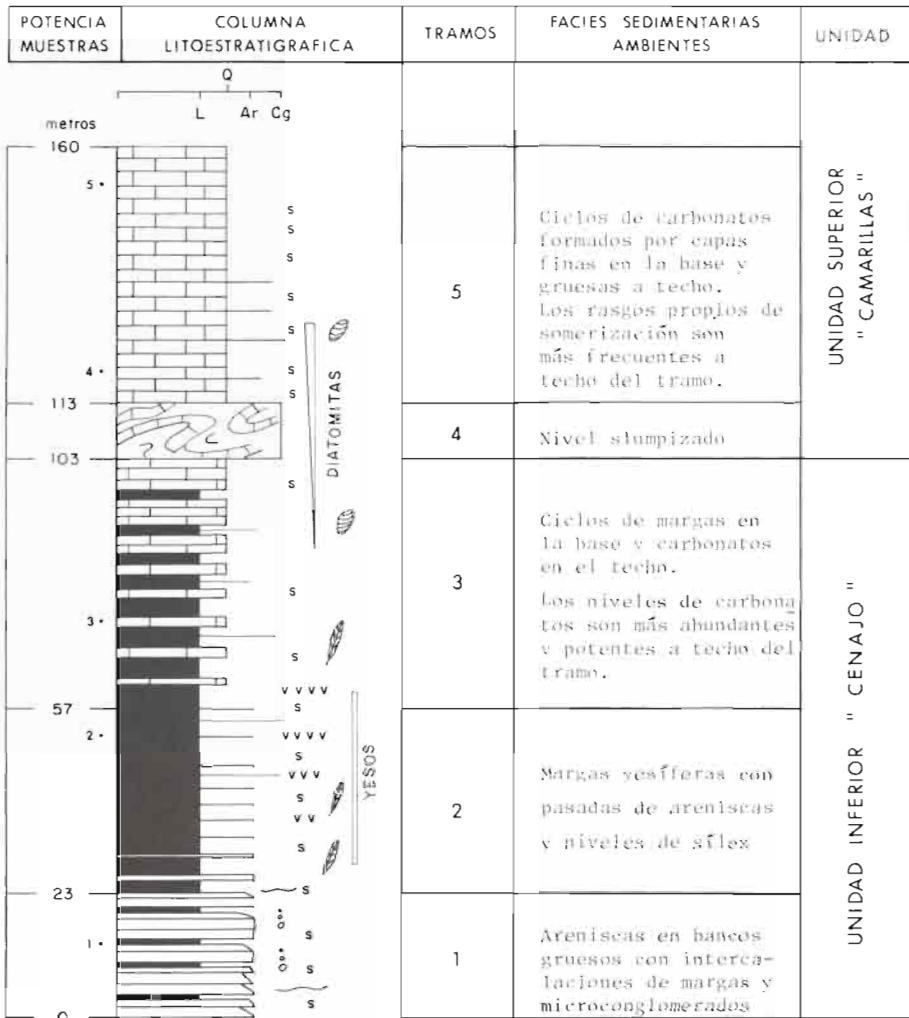 POTENCIA
MUESTRAS
COLUMNA
LITOESTRATIGRAFICA
TRAMOS
FACIES SEDIMENTARIAS
AMBIENTES
UNIDAD
Q
L Ar Cg
metros
160
5
s
s
s
s
s
4
s
s
113
103
DIATOMITAS
s
s
3
s
57
v v v v
s
2
v v v v
s
v v v
v v
s
s
YESOS
23
s
1
s
s
s
0
5
Ciclos de carbonatos
formados por capas
finas en la base y
gruesas a techo.
Los rasgos propios de
somerización son
más frecuentes a
techo del tramo.
4
Nivel slumpizado
3
Ciclos de margas en
la base y carbonatos
en el techo.
Los niveles de carbona
tos son más abundantes
y potentes a techo del
tramo.
2
Margas yesíferas con
pasadas de areniscas
y niveles de sílex
1
Areniscas en bancos
gruesos con interca-
laciones de margas y
microconglomerados
UNIDAD SUPERIOR
"CAMARILLAS"
UNIDAD INFERIOR "CENAJO"